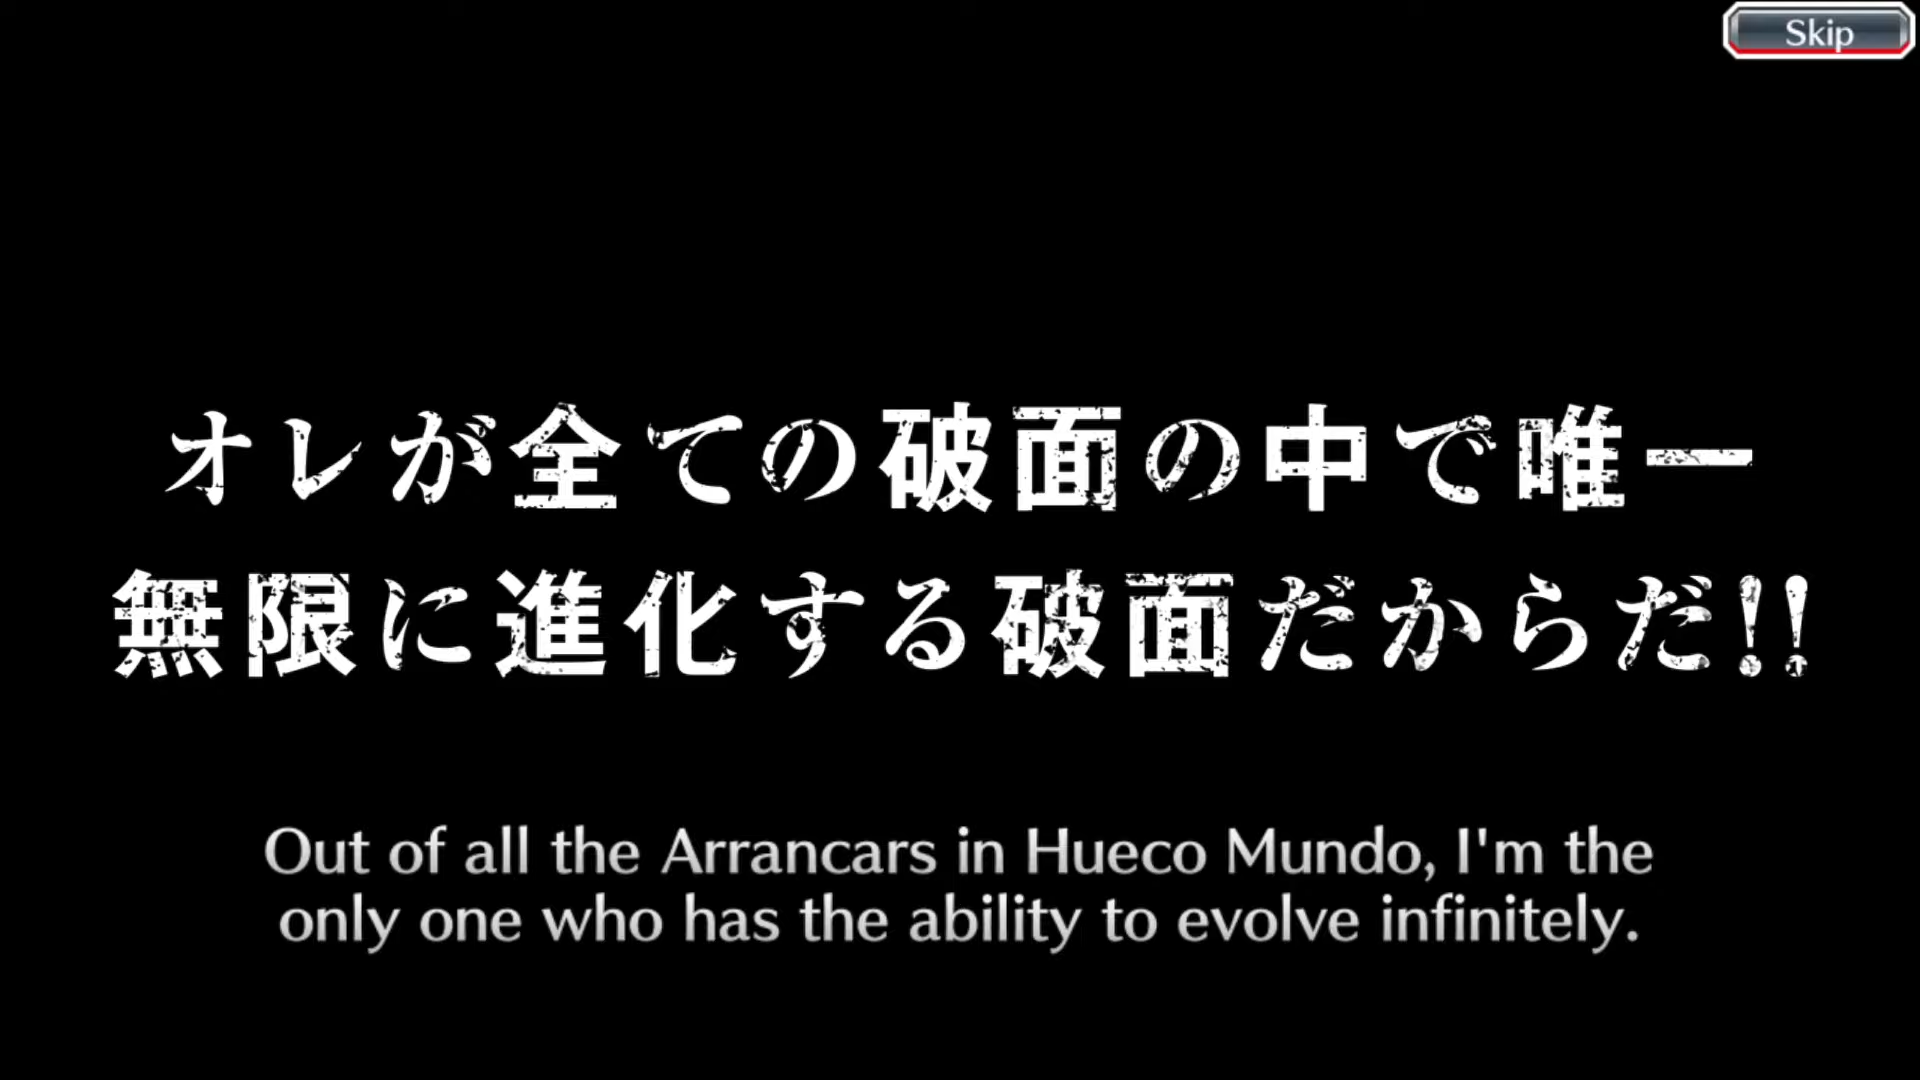 Skip
オレが全ての破面の中で唯一
無限に進化する破面だからだ!!
Out of all the Arrancars in Hueco Mundo, I'm the
only one who has the ability to evolve infinitely.